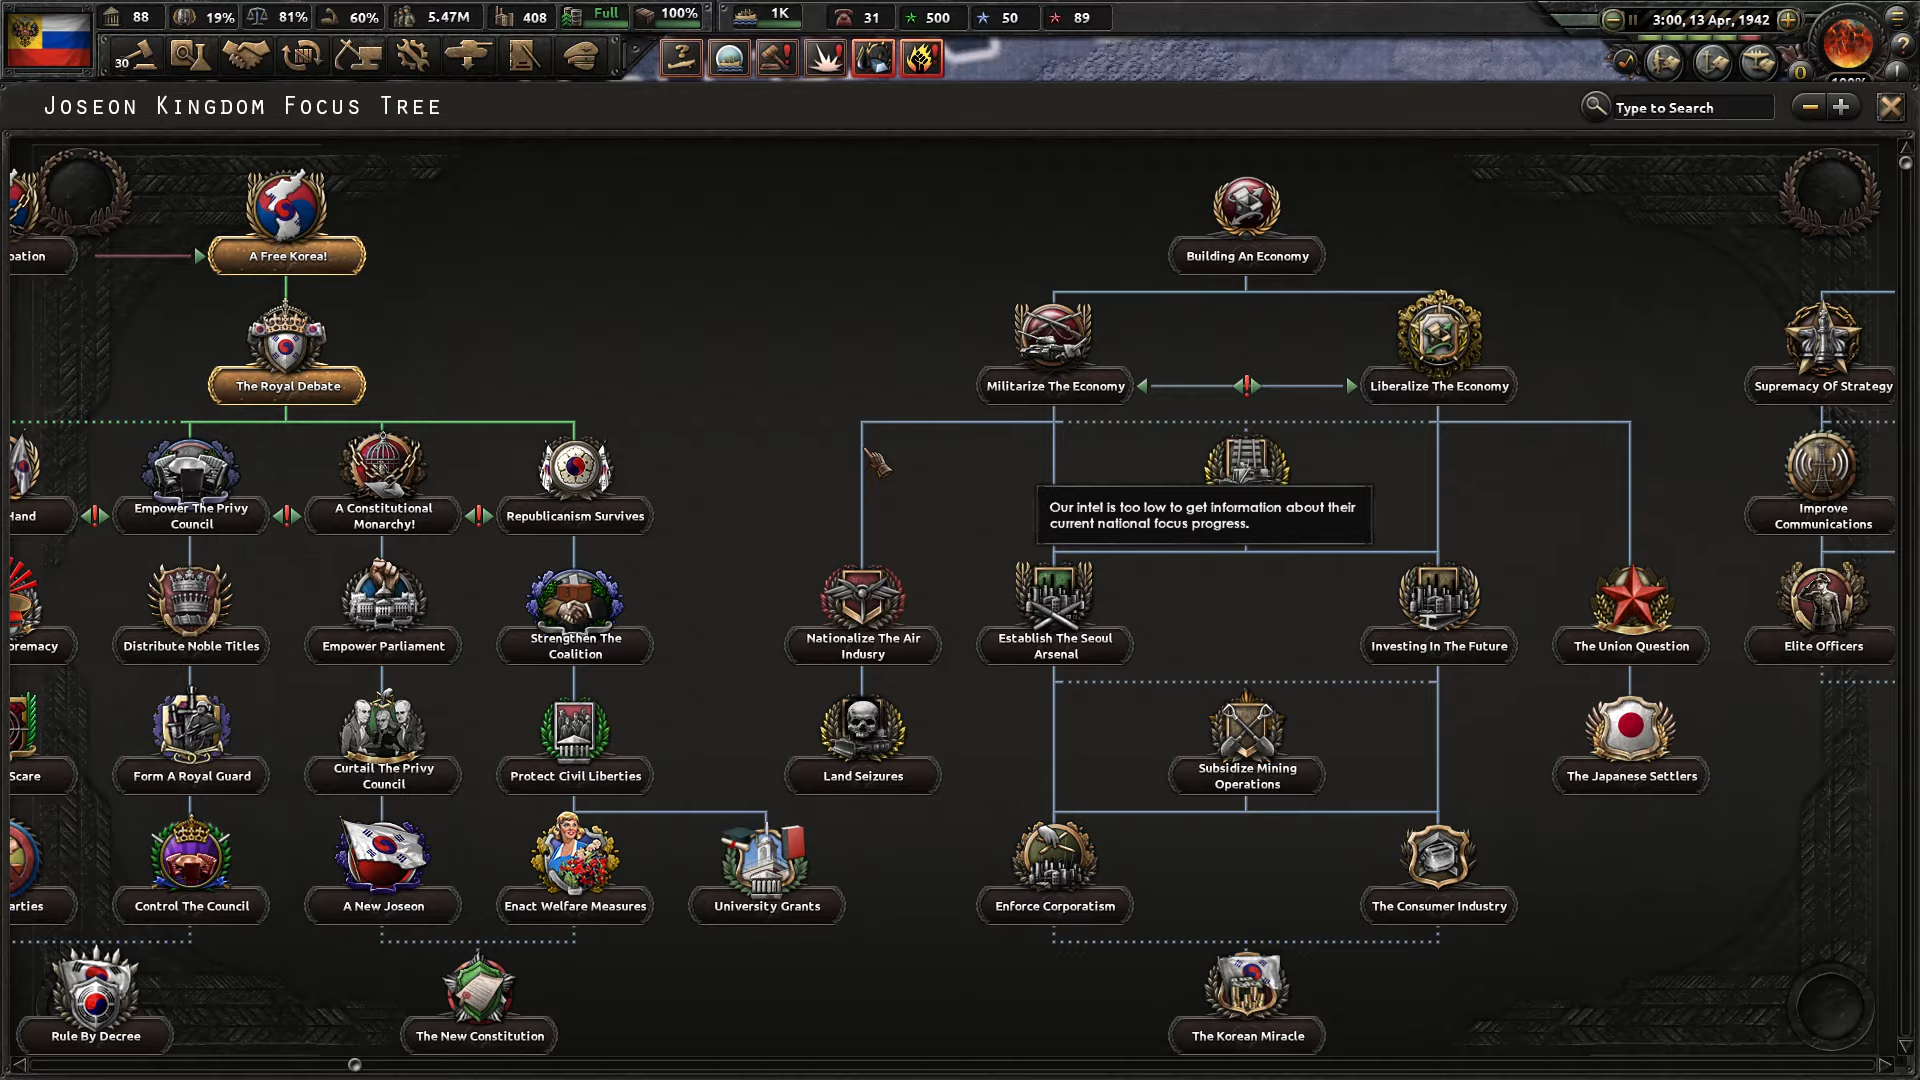 88
19%
81%
60%
5.47M
408
Full
100%
1K
31
500
50
89
3:00, 13 Apr, 1942
30
0
100%
Joseon Kingdom Focus Tree
Type to Search
A Free Korea!
Building An Economy
The Royal Debate
Militarize The Economy
Liberalize The Economy
Supremacy Of Strategy
Hand
Empower The Privy
Council
A Constitutional
Monarchy!
Republicanism Survives
Our intel is too low to get information about their
current national focus progress.
Improve
Communications
Distribute Noble Titles
Empower Parliament
Strengthen The
Coalition
Nationalize The Air
Indusry
Establish The Seoul
Arsenal
Investing In The Future
The Union Question
Elite Officers
Scare
Form A Royal Guard
Curtail The Privy
Council
Protect Civil Liberties
Land Seizures
Subsidize Mining
Operations
The Japanese Settlers
arties
Control The Council
A New Joseon
Enact Welfare Measures
University Grants
Enforce Corporatism
The Consumer Industry
Rule By Decree
The New Constitution
The Korean Miracle